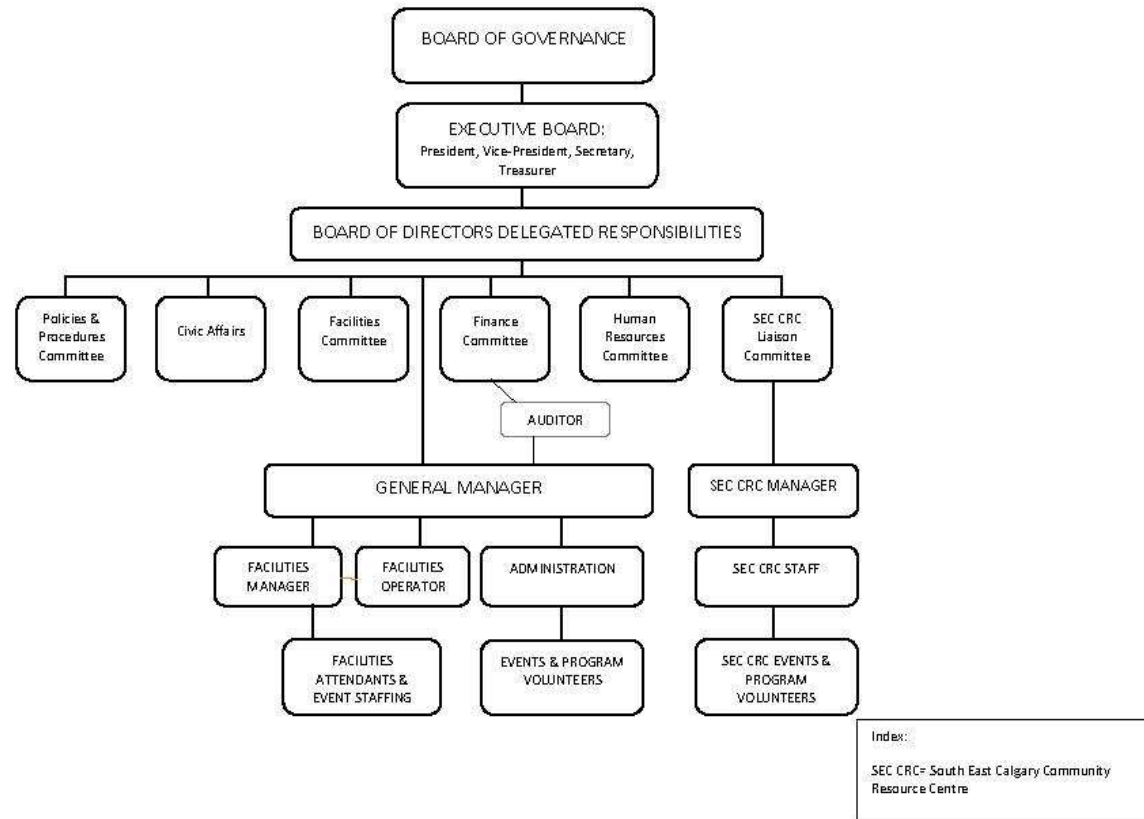 BOARD OF GOVERNANCE
EXECUTIVE BOARD:
President, Vice-President, Secretary,
Treasurer
BOARD OF DIRECTORS DELEGATED RESPONSIBILITIES
Policies &
Procedures
Committee
Civic Affairs
Facilities
Committee
Finance
Committee
Human
Resources
Committee
SEC CRC
Liaison
Committee
AUDITOR
GENERAL MANAGER
SEC CRC MANAGER
FACILITIES
MANAGER
FACILITIES
OPERATOR
ADMINISTRATION
SEC CRC STAFF
FACILITIES
ATTENDANTS &
EVENT STAFFING
EVENTS & PROGRAM
VOLUNTEERS
SEC CRC EVENTS &
PROGRAM
VOLUNTEERS
Index:
SEC CRC= South East Calgary Community
Resource Centre